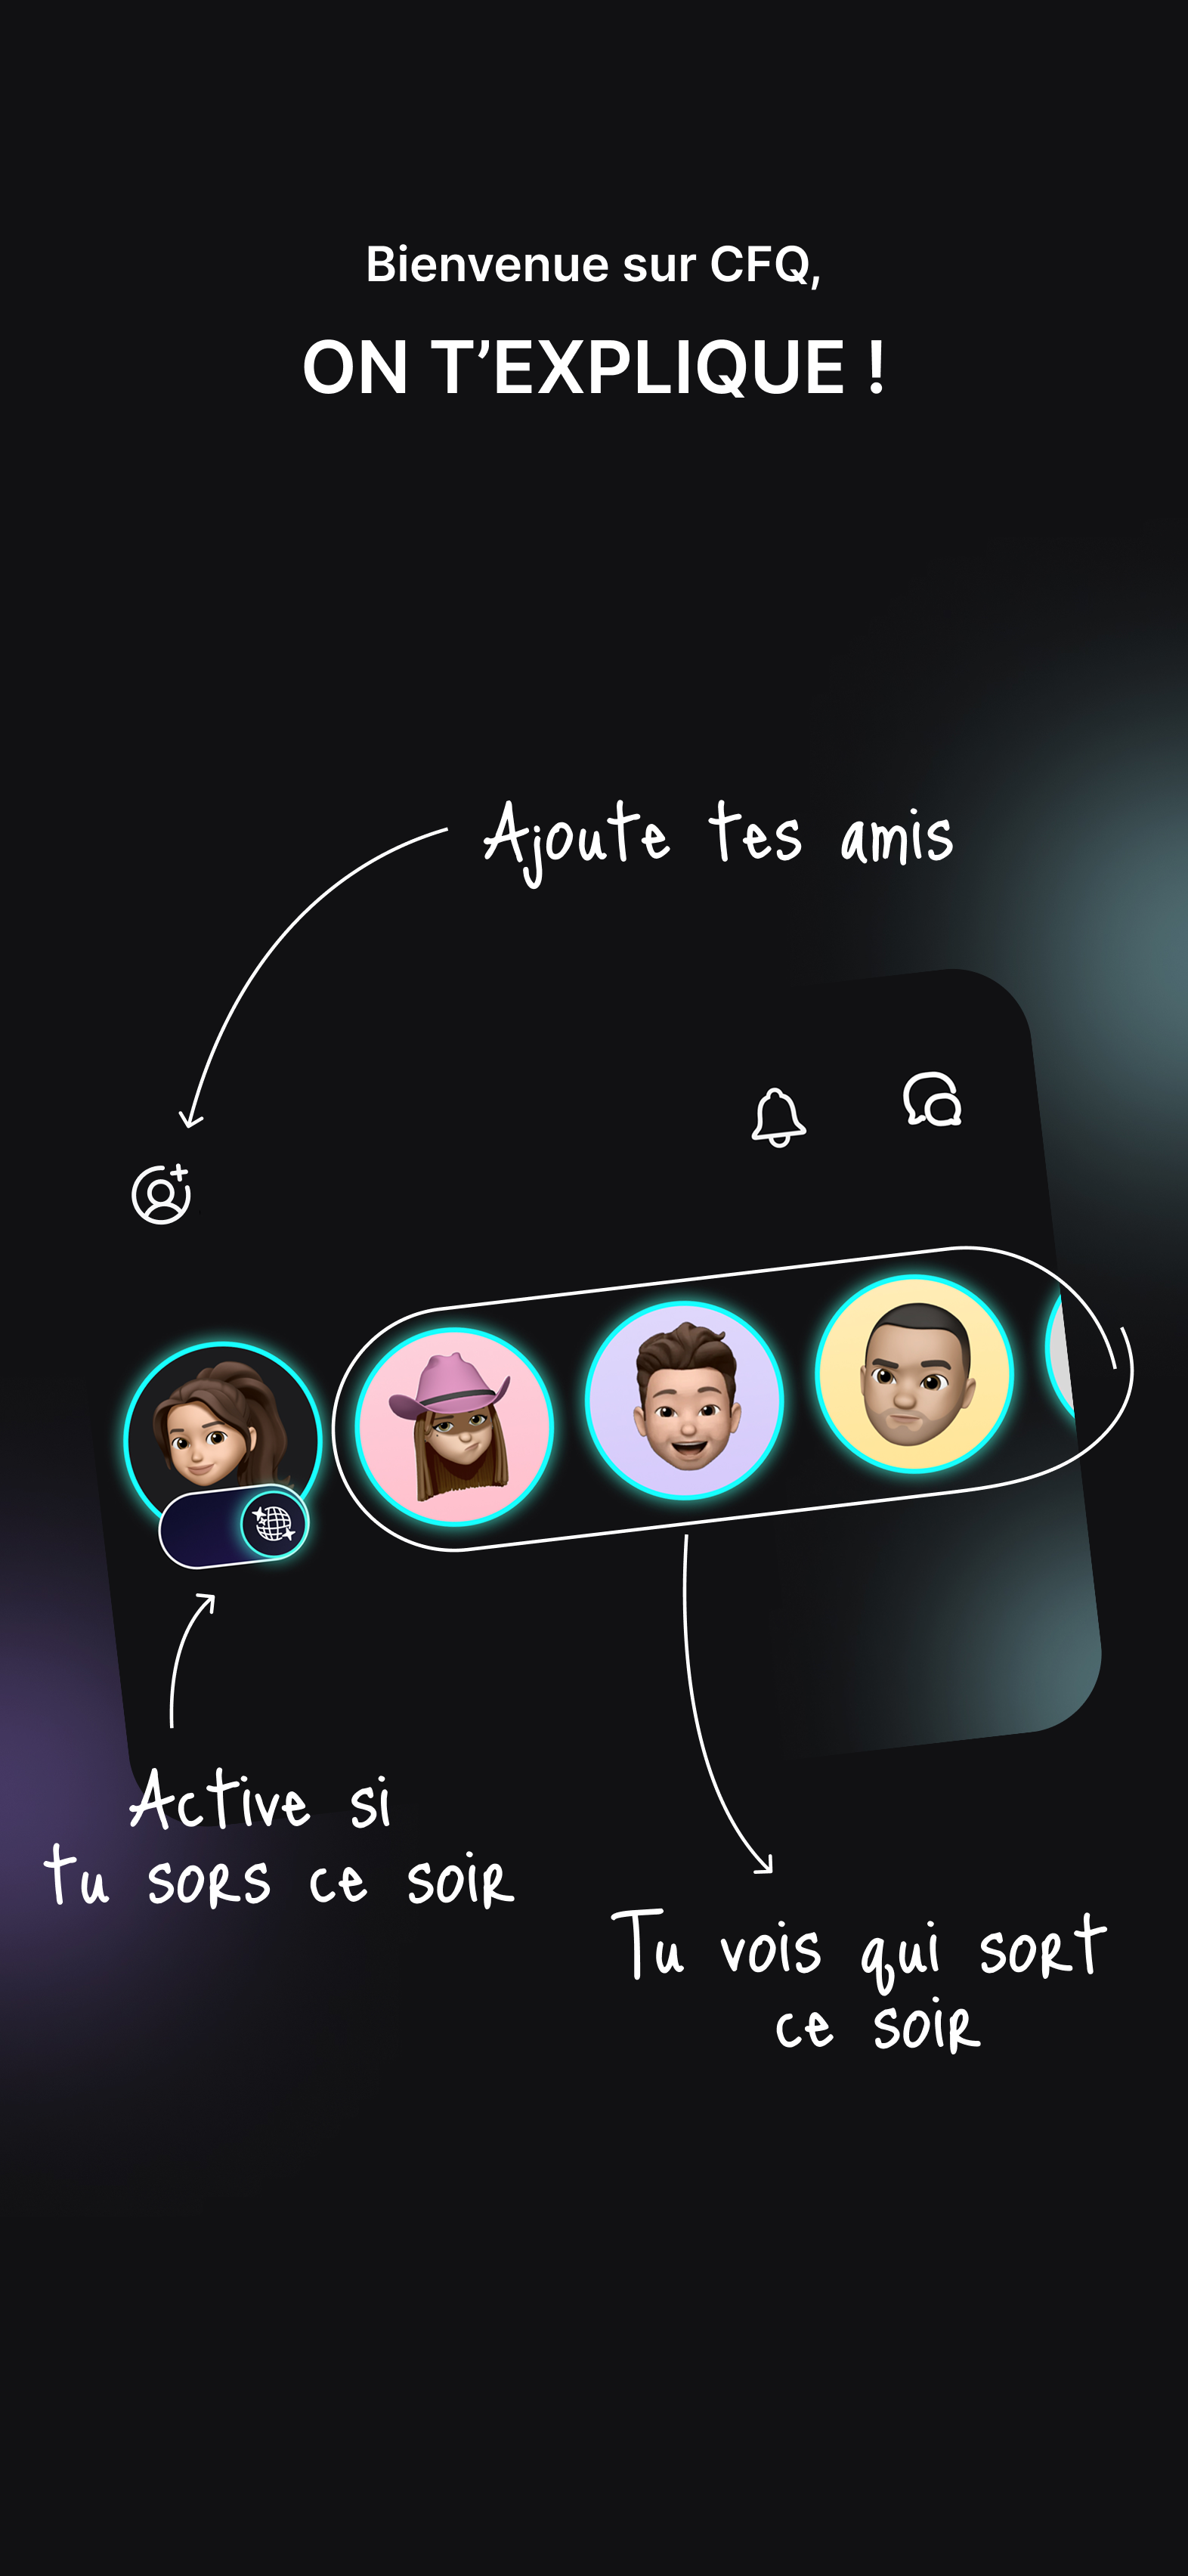 Bienvenue sur CFQ,
ON T’EXPLIQUE !
Ajoute tes amis
Active si
tu sors ce soir
Tu vois qui sort
ce soir